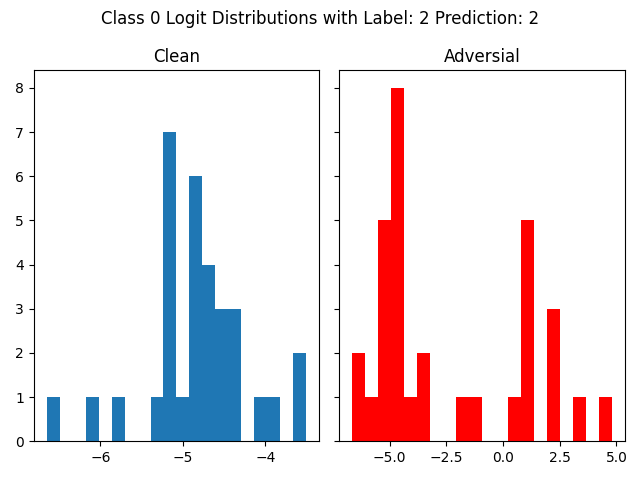 Class 0 Logit Distributions with Label: 2 Prediction: 2
Clean
Adversial
8
7
6
5
4
3
2
1
0
−6 −5 −4
−5.0 −2.5 0.0 2.5 5.0